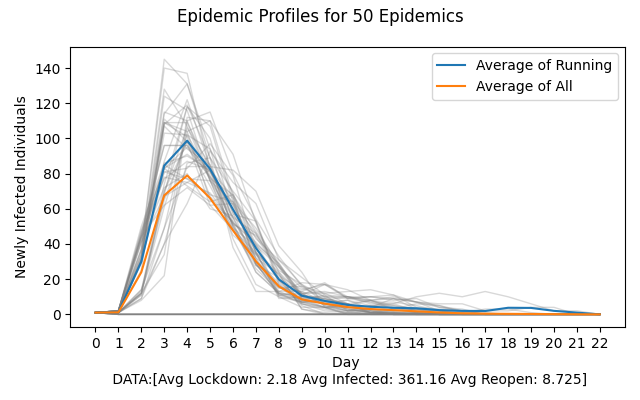 Epidemic Profiles for 50 Epidemics
Average of Running
Average of All
Newly Infected Individuals
140
120
100
80
60
40
20
0
0 1 2 3 4 5 6 7 8 9 10 11 12 13 14 15 16 17 18 19 20 21 22
Day
DATA:[Avg Lockdown: 2.18 Avg Infected: 361.16 Avg Reopen: 8.725]